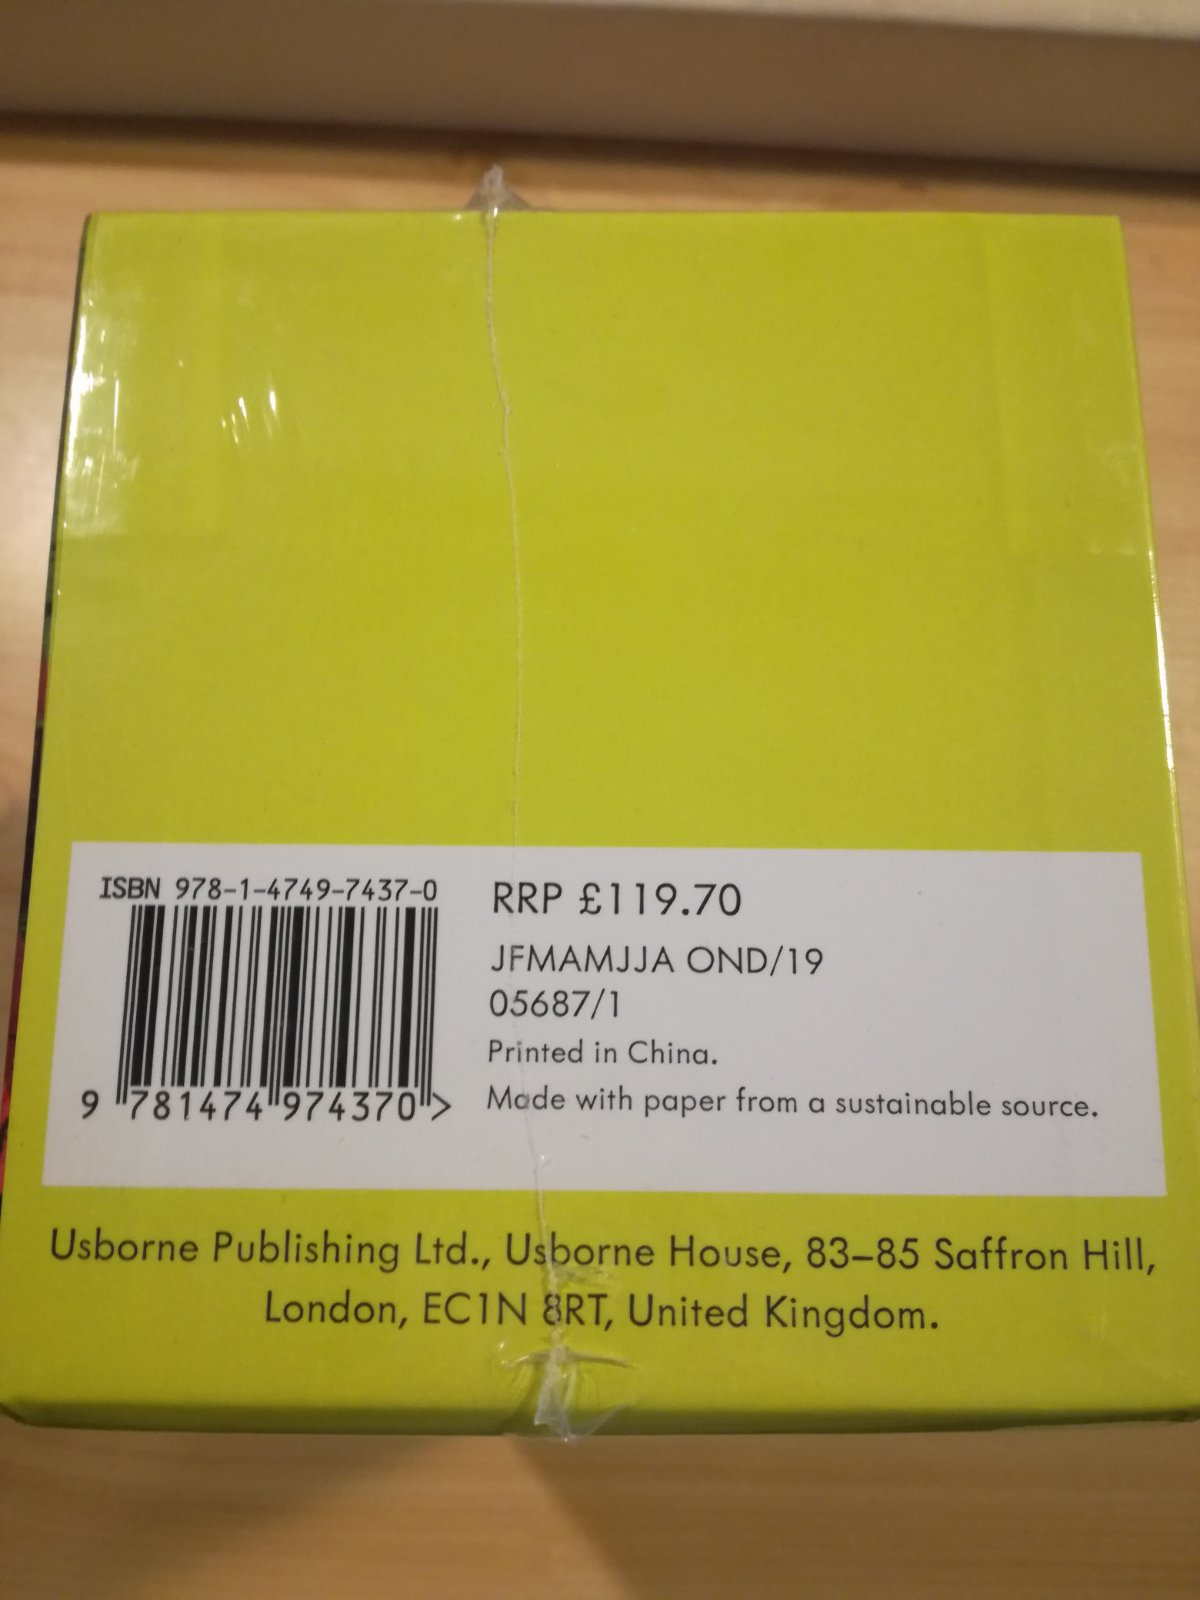 ISBN 978-1-4749-7437-0
9 781474 974370 >
RRP £119.70
JFMAMJJA OND/19
05687/1
Printed in China.
Made with paper from a sustainable source.
Usborne Publishing Ltd., Usborne House, 83–85 Saffron Hill,
London, EC1N 8RT, United Kingdom.